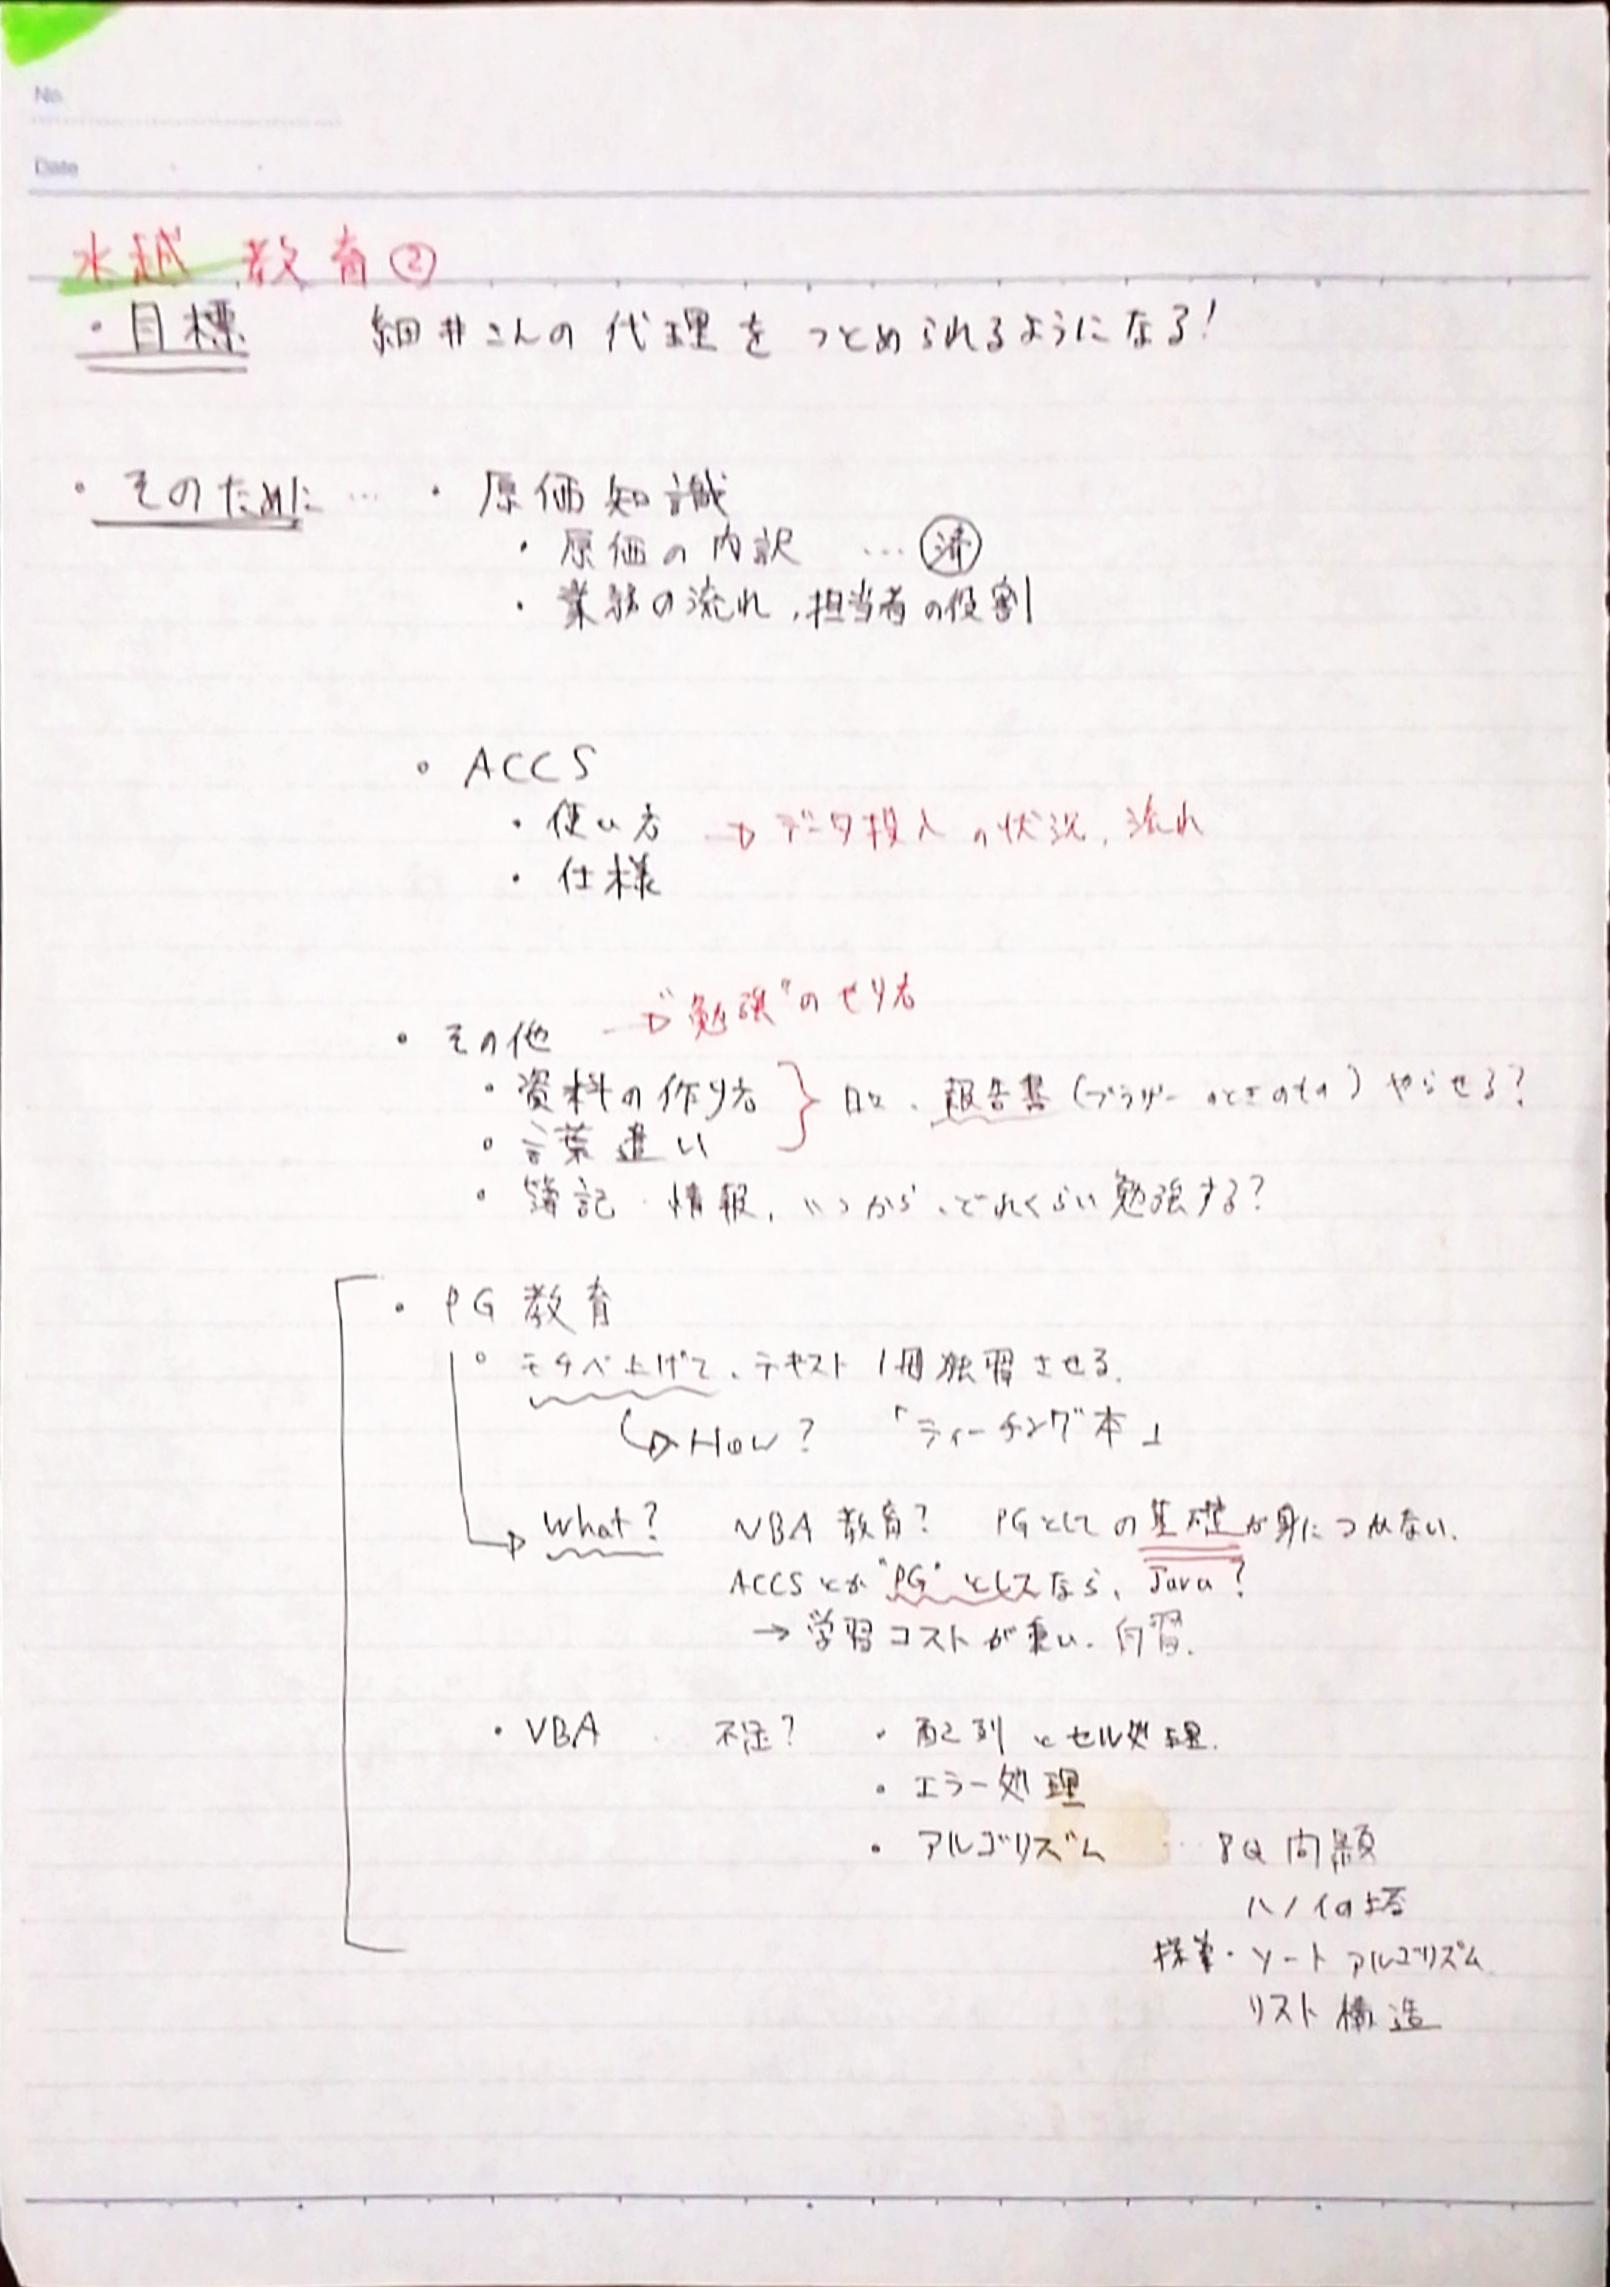 No.
Date
水越 教育②
・目標 細井さんの代理をつとめられるようになる!
・そのために… ・原価知識
・原価の内訳 …済
・業務の流れ、担当者の役割
・ACCS
・使い方 → データ投入の状況、流れ
・仕様
→"勉強"のやり方
・その他
・資料の作り方
・言葉遣い
} 報告書(ブラザーのときのもの)やらせる?
・簿記・情報、いつから、どれくらい勉強する?
・PG教育
・モチベ上げて、テキスト1冊独習させる.
→How? 「ティーチング本」
→ What? VBA教育? PGとしての基礎が身につかない.
ACCSとか"PG"としてなら、Java?
→学習コストが重い.自習.
・VBA 不足? ・配列とセル処理.
・エラー処理
・アルゴリズム … 8Q問題
ハノイの塔
探索・ソートアルゴリズム
リスト構造